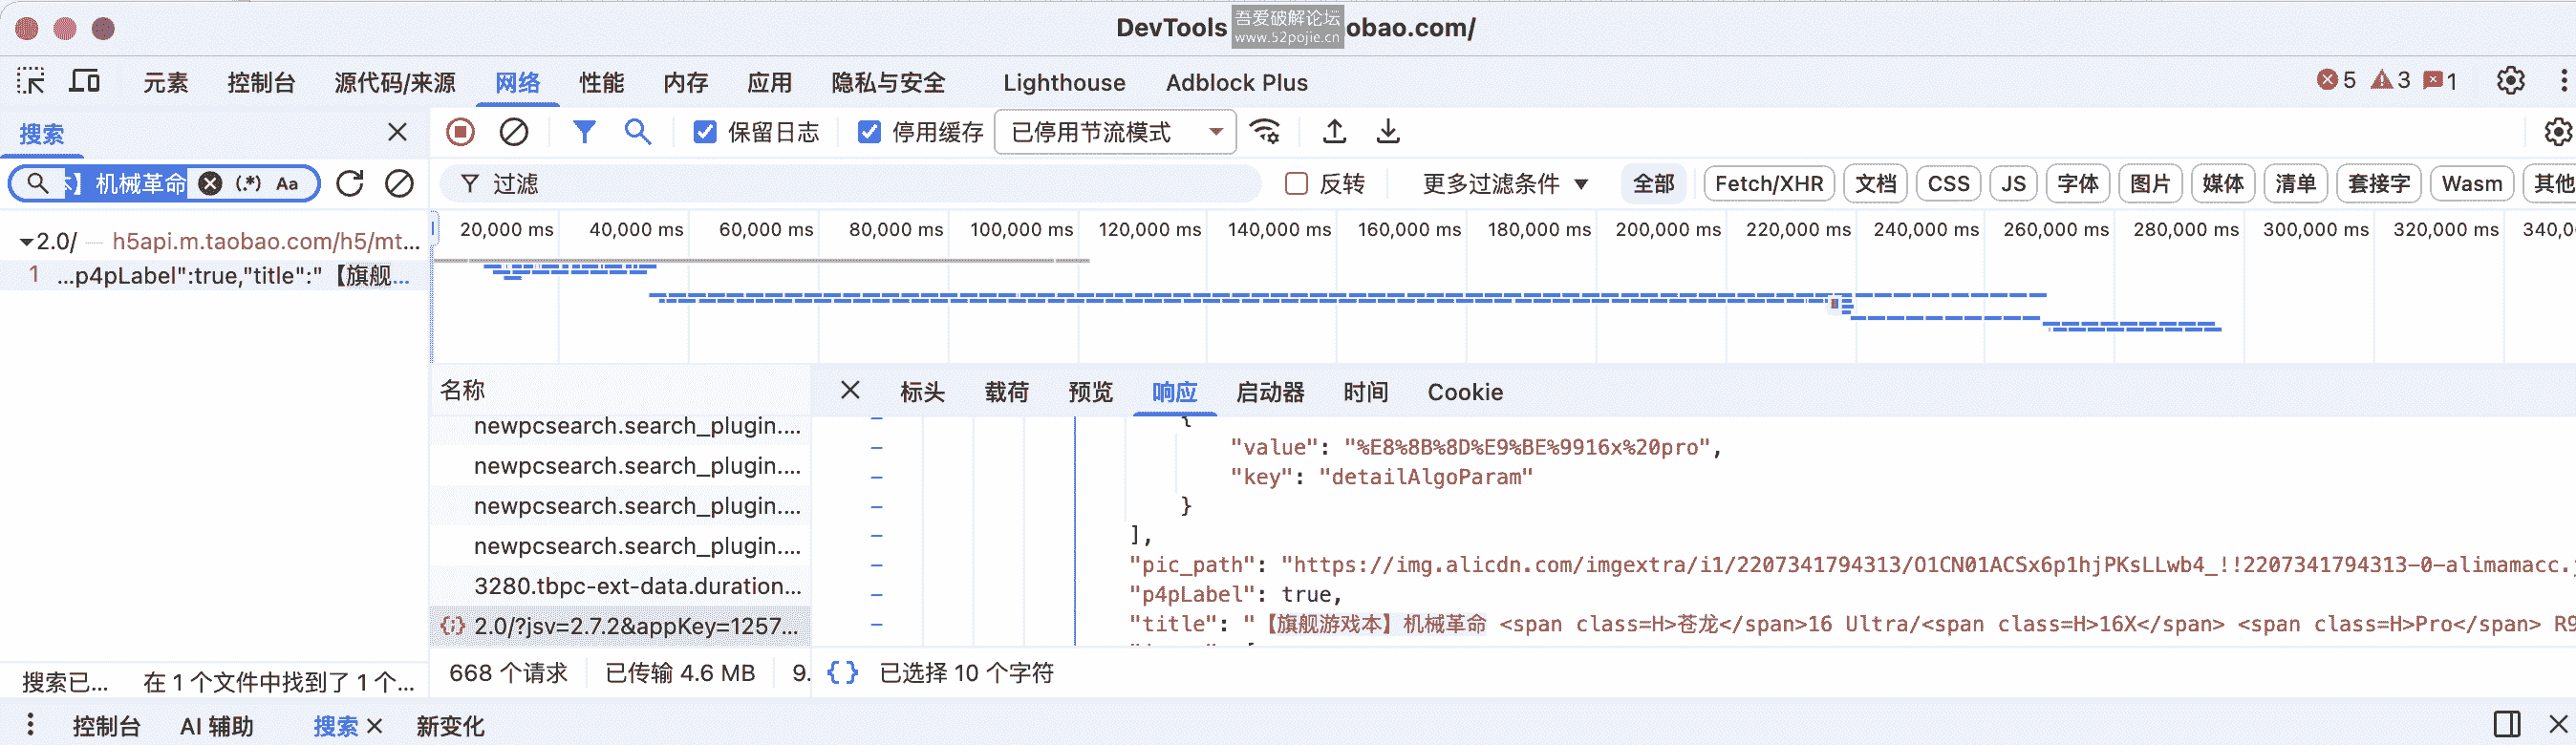 DevTools
吾爱破解论坛
www.52pojie.cn
obao.com/
元素 控制台 源代码/来源 网络 性能 内存 应用 隐私与安全 Lighthouse Adblock Plus 5 3 1
搜索 保留日志 停用缓存 已停用节流模式
】机械革命 (.*) Aa 过滤 反转 更多过滤条件 全部 Fetch/XHR 文档 CSS JS 字体 图片 媒体 清单 套接字 Wasm 其他
20,000 ms 40,000 ms 60,000 ms 80,000 ms 100,000 ms 120,000 ms 140,000 ms 160,000 ms 180,000 ms 200,000 ms 220,000 ms 240,000 ms 260,000 ms 280,000 ms 300,000 ms 320,000 ms 340,0
2.0/ — h5api.m.taobao.com/h5/mt...
1 ...p4pLabel":true,"title":"【旗舰...
名称 标头 载荷 预览 响应 启动器 时间 Cookie
newpcsearch.search_plugin....
newpcsearch.search_plugin....
newpcsearch.search_plugin....
newpcsearch.search_plugin....
3280.tbpc-ext-data.duration...
2.0/?jsv=2.7.2&appKey=1257...
{
"value": "%E8%8B%8D%E9%BE%9916x%20pro",
"key": "detailAlgoParam"
}
],
"pic_path": "https://img.alicdn.com/imgextra/i1/2207341794313/O1CN01ACSx6p1hjPKsLLwb4_!!2207341794313-0-alimamacc.
"p4pLabel": true,
"title": "【旗舰游戏本】机械革命 <span class=H>苍龙</span>16 Ultra/<span class=H>16X</span> <span class=H>Pro</span> R9
搜索已... 在 1 个文件中找到了 1 个... 668 个请求 已传输 4.6 MB 9. {} 已选择 10 个字符
控制台 AI 辅助 搜索 新变化